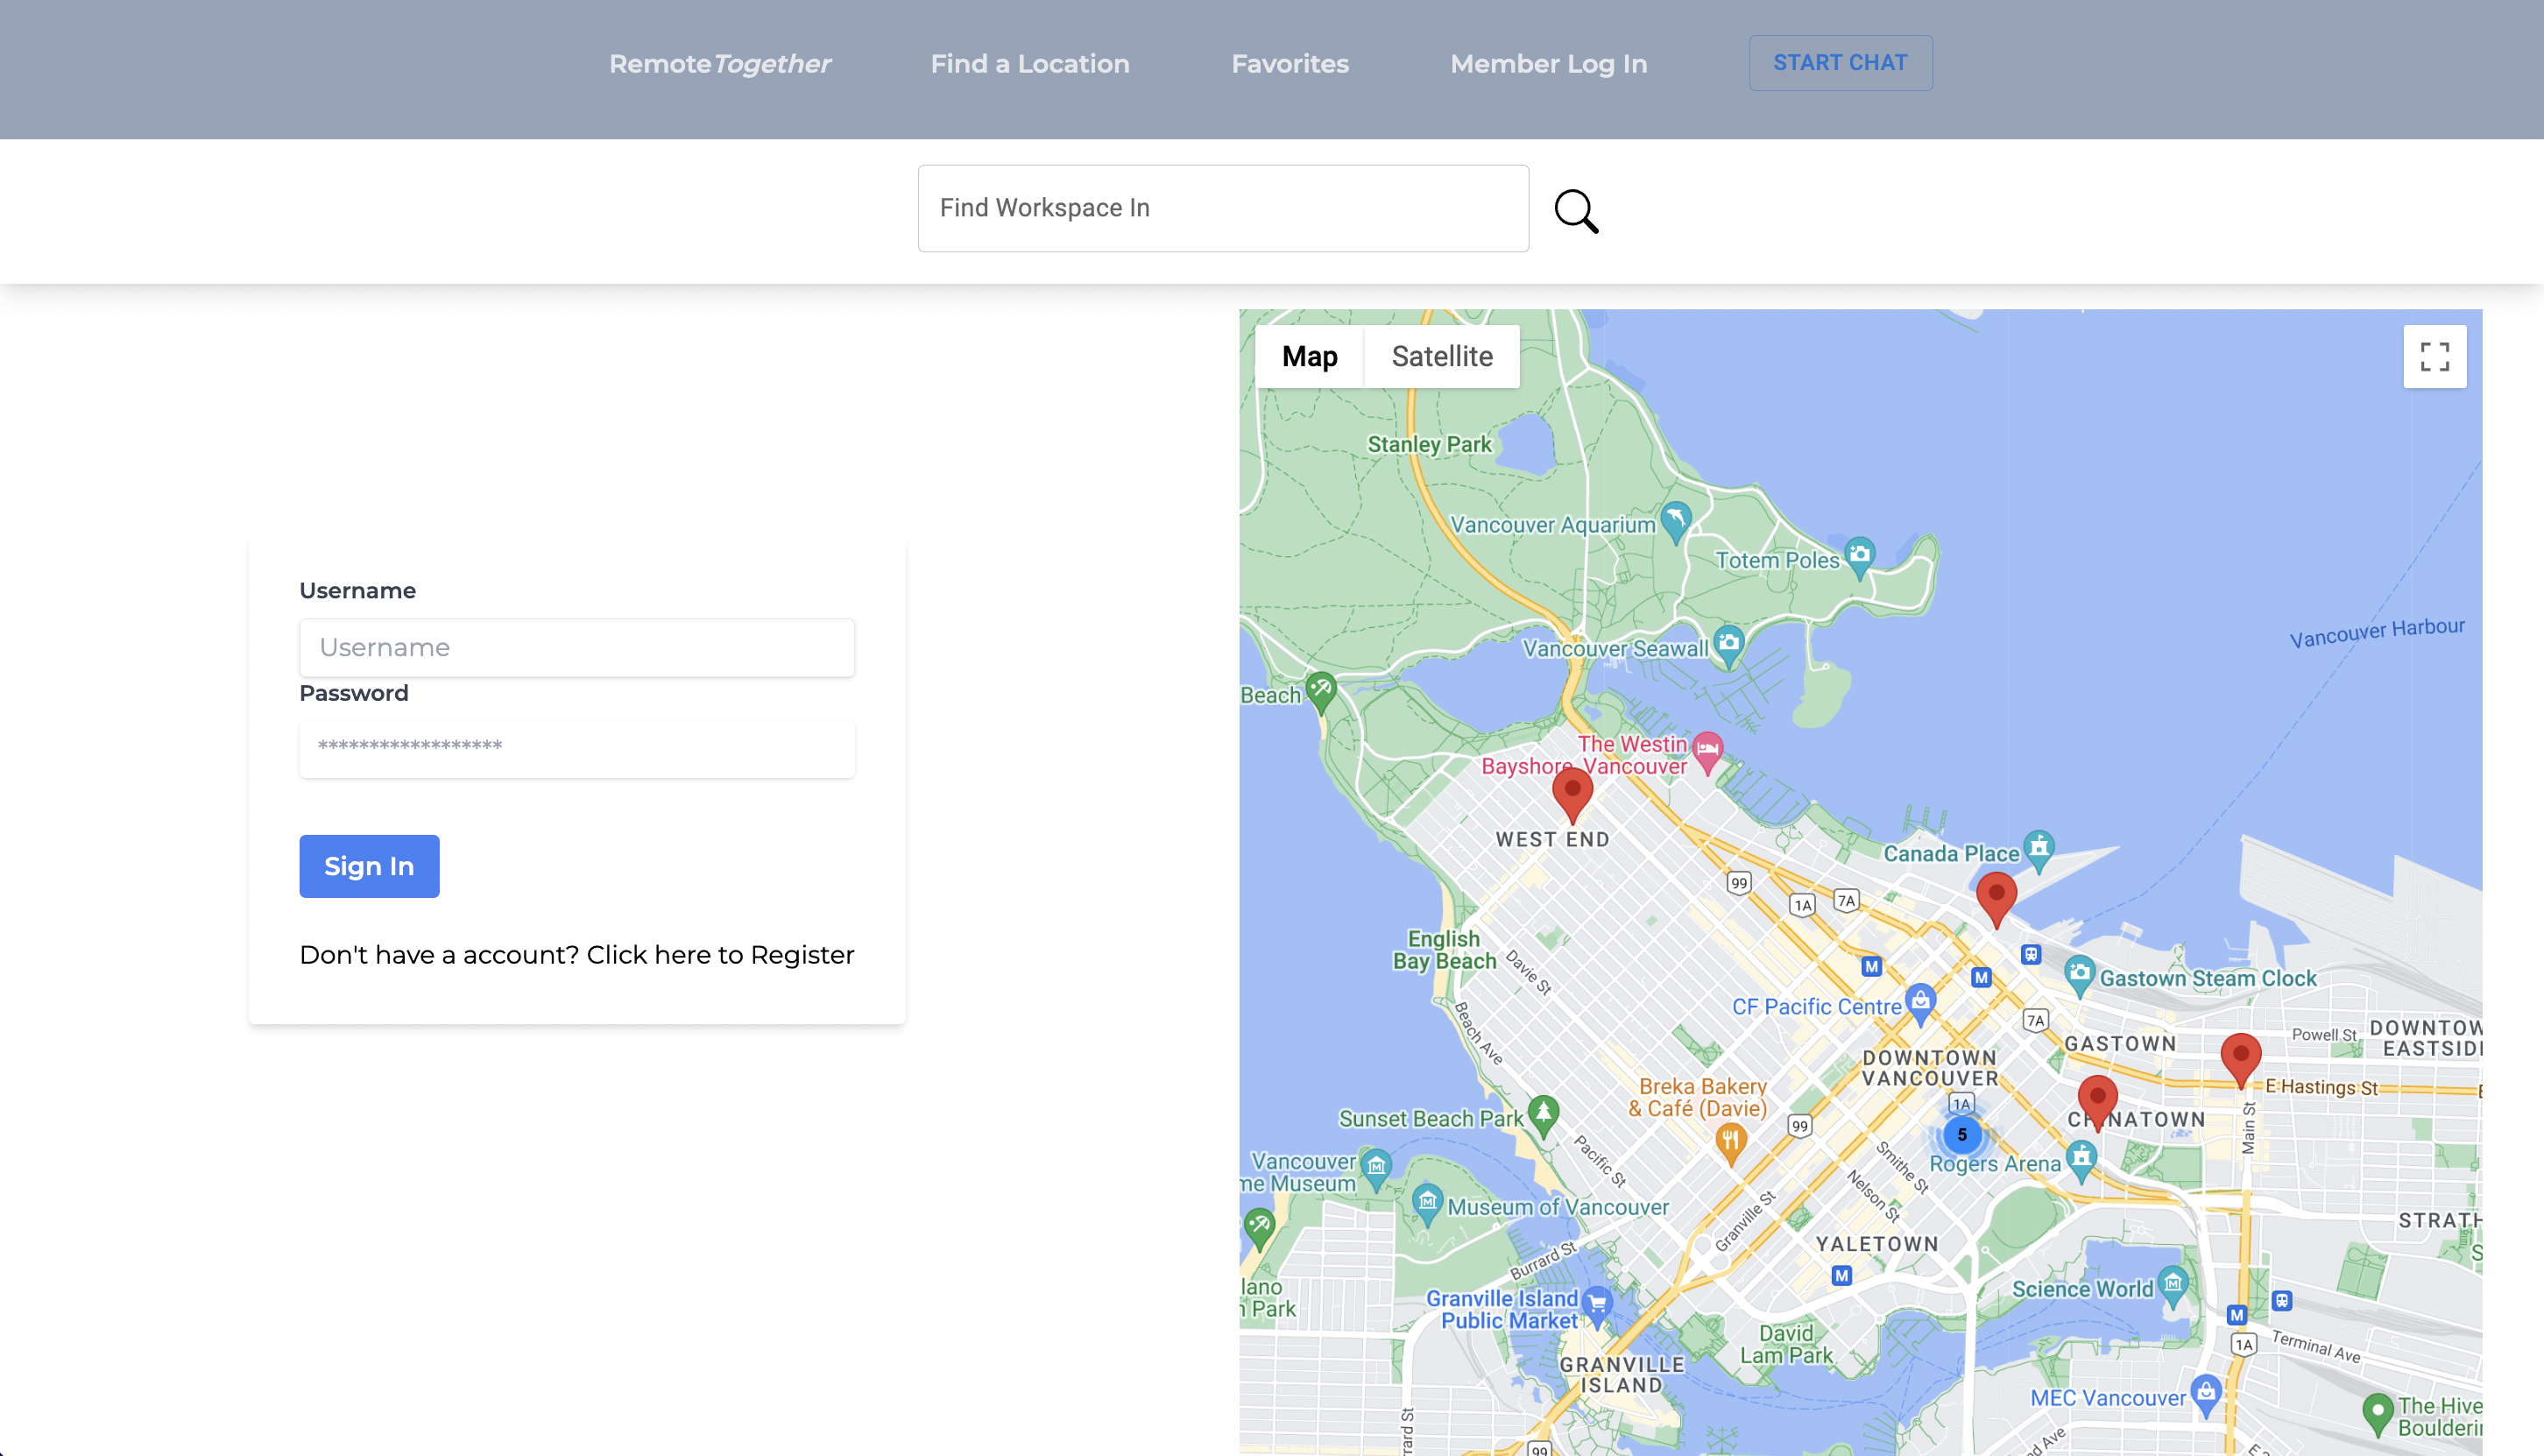 RemoteTogether
Find a Location
Favorites
Member Log In
START CHAT
Find Workspace In
Username
Username
Password
******************
Sign In
Don't have a account? Click here to Register
Map
Satellite
Stanley Park
Vancouver Aquarium
Totem Poles
Vancouver Harbour
Vancouver Seawall
Beach
The Westin
Bayshore, Vancouver
WEST END
Canada Place
99
1A
7A
English
Bay Beach
Davie St
M
M
Gastown Steam Clock
CF Pacific Centre
7A
Beach Ave
Powell St
DOWNTOW
EASTSIDE
GASTOWN
DOWNTOWN
VANCOUVER
E Hastings St
Breka Bakery
& Café (Davie)
1A
CHINATOWN
Main St
Sunset Beach Park
99
5
Pacific St
Smithe St
Rogers Arena
Vancouver
me Museum
Nelson St
Museum of Vancouver
Granville St
STRATH
YALETOWN
Burrard St
M
Science World
lano
n Park
Granville Island
Public Market
M
David
Lam Park
1A
Terminal Ave
GRANVILLE
ISLAND
MEC Vancouver
The Hive
Boulderin
rrard St
99